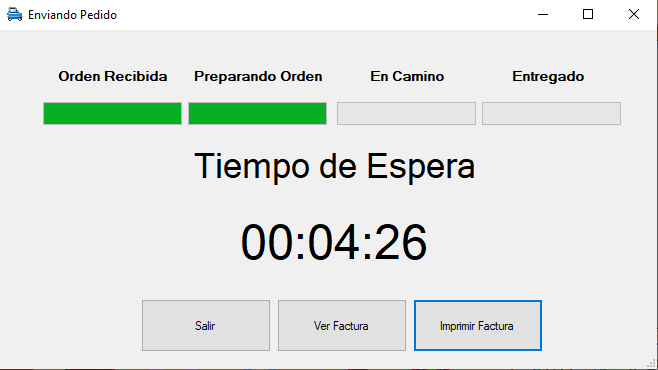 Enviando Pedido
Orden Recibida Preparando Orden En Camino Entregado
Tiempo de Espera
00:04:26
Salir Ver Factura Imprimir Factura